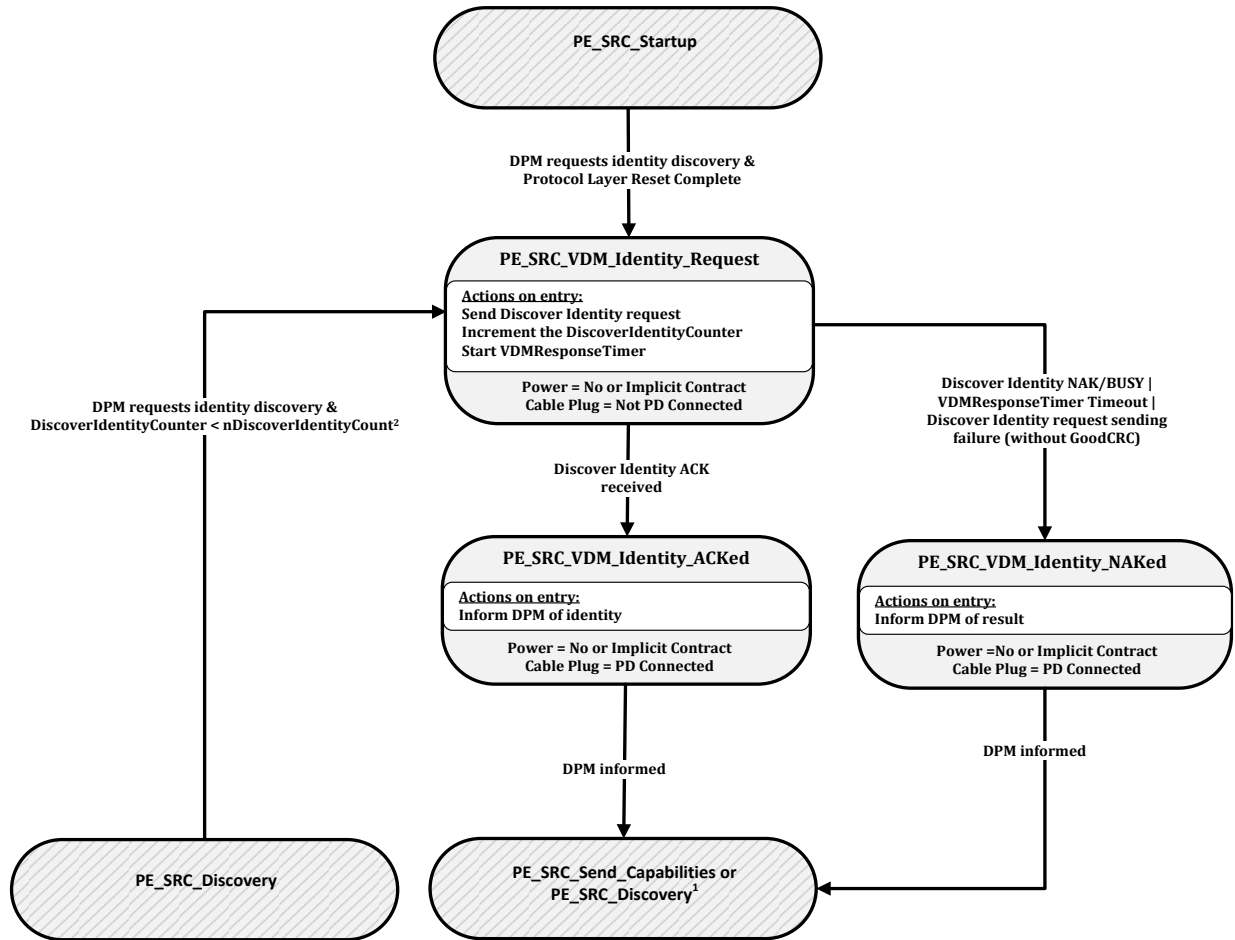 PE_SRC_Startup
DPM requests identity discovery &
Protocol Layer Reset Complete
PE_SRC_VDM_Identity_Request
Actions on entry:
Send Discover Identity request
Increment the DiscoverIdentityCounter
Start VDMResponseTimer
Power = No or Implicit Contract
Cable Plug = Not PD Connected
DPM requests identity discovery &
DiscoverIdentityCounter < nDiscoverIdentityCount²
Discover Identity NAK/BUSY |
VDMResponseTimer Timeout |
Discover Identity request sending
failure (without GoodCRC)
Discover Identity ACK
received
PE_SRC_VDM_Identity_ACKed
Actions on entry:
Inform DPM of identity
Power = No or Implicit Contract
Cable Plug = PD Connected
PE_SRC_VDM_Identity_NAKed
Actions on entry:
Inform DPM of result
Power =No or Implicit Contract
Cable Plug = PD Connected
DPM informed
DPM informed
PE_SRC_Discovery
PE_SRC_Send_Capabilities or
PE_SRC_Discovery¹